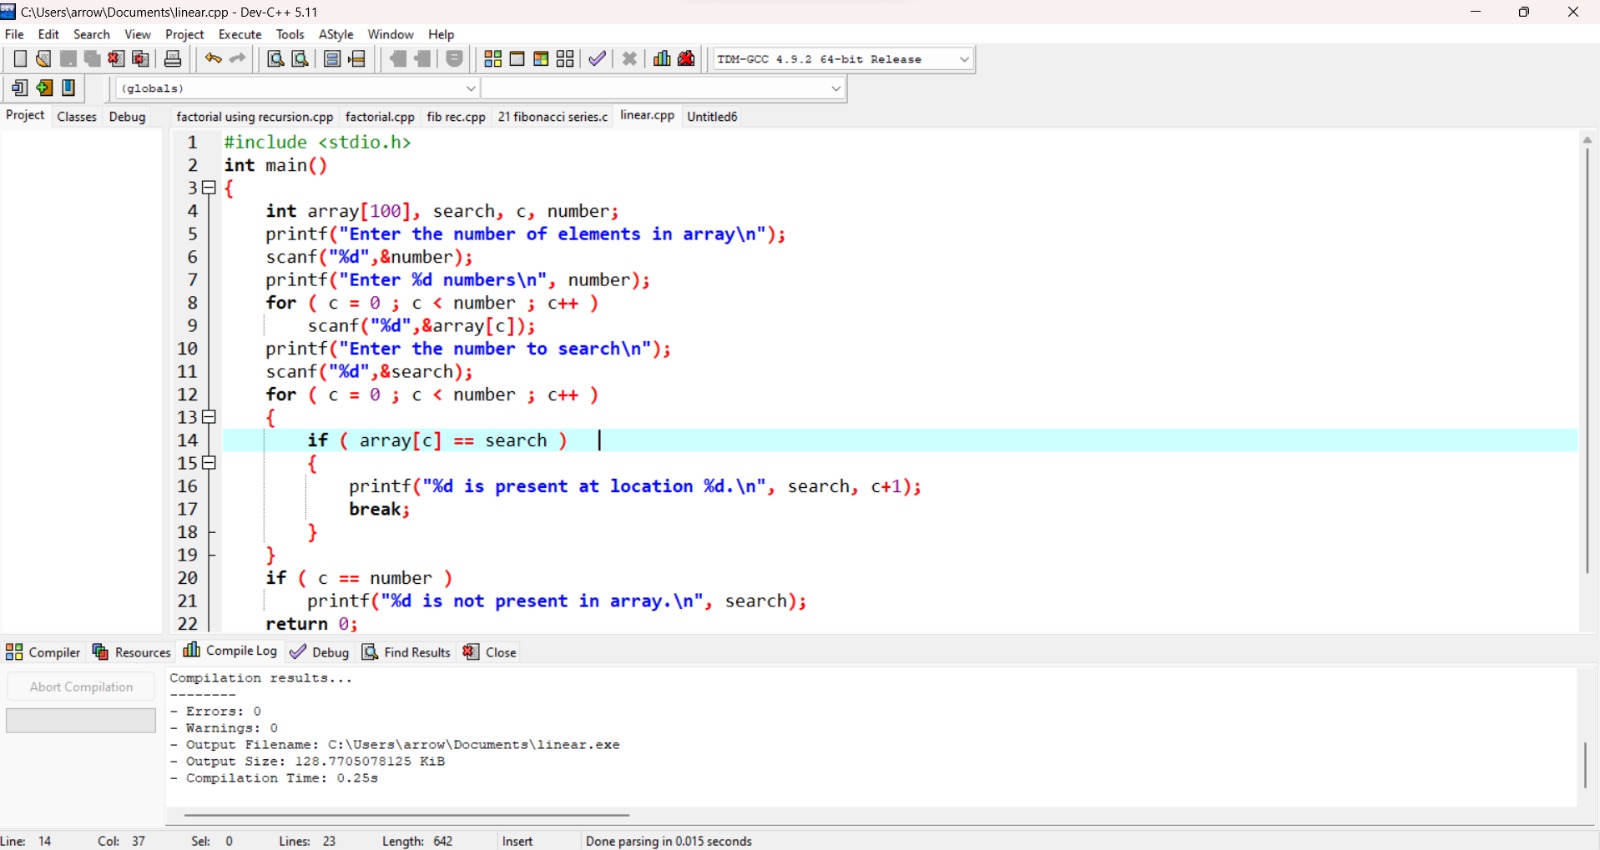 C:\Users\arrow\Documents\linear.cpp - Dev-C++ 5.11
File Edit Search View Project Execute Tools AStyle Window Help
TDM-GCC 4.9.2 64-bit Release
(globals)
Project Classes Debug
factorial using recursion.cpp factorial.cpp fib rec.cpp 21 fibonacci series.c linear.cpp Untitled6
1 #include <stdio.h>
2 int main()
3 {
4 int array[100], search, c, number;
5 printf("Enter the number of elements in array\n");
6 scanf("%d",&number);
7 printf("Enter %d numbers\n", number);
8 for ( c = 0 ; c < number ; c++ )
9 scanf("%d",&array[c]);
10 printf("Enter the number to search\n");
11 scanf("%d",&search);
12 for ( c = 0 ; c < number ; c++ )
13 {
14 if ( array[c] == search )
15 {
16 printf("%d is present at location %d.\n", search, c+1);
17 break;
18 }
19 }
20 if ( c == number )
21 printf("%d is not present in array.\n", search);
22 return 0;
Compiler Resources Compile Log Debug Find Results Close
Abort Compilation
Compilation results...
--------
- Errors: 0
- Warnings: 0
- Output Filename: C:\Users\arrow\Documents\linear.exe
- Output Size: 128.7705078125 KiB
- Compilation Time: 0.25s
Line: 14 Col: 37 Sel: 0 Lines: 23 Length: 642 Insert Done parsing in 0.015 seconds